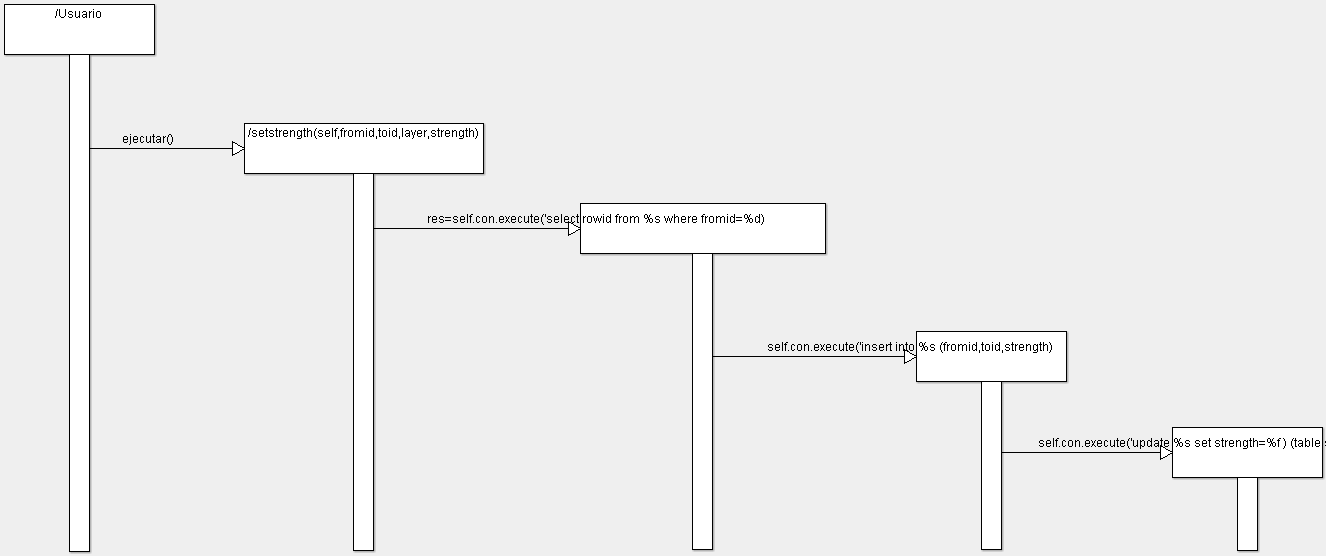 /Usuario
ejecutar()
/setstrength(self,fromid,toid,layer,strength)
res=self.con.execute('select rowid from %s where fromid=%d)
self.con.execute('insert into %s (fromid,toid,strength)
self.con.execute('update %s set strength=%f ) (table